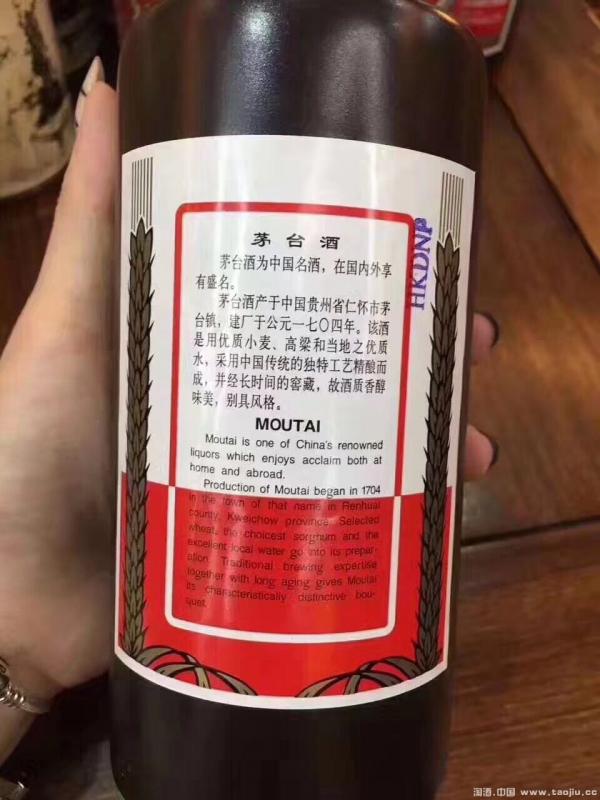 茅台酒
茅台酒为中国名酒，在国内外享
有盛名。
茅台酒产于中国贵州省仁怀市茅
台镇，建厂于公元一七〇四年。该酒
是用优质小麦、高粱和当地之优质
水，采用中国传统的独特工艺精酿而
成，并经长时间的窖藏，故酒质香醇
味美，别具风格。
MOUTAI
Moutai is one of China's renowned
liquors which enjoys acclaim both at
home and abroad.
Production of Moutai began in 1704
in the town of that name in Renhuai
county, Kweichow province. Selected
wheat, the choicest sorghum and the
excellent local water go into its prepar-
ation. Traditional brewing expertise
together with long aging gives Moutai
its characteristically distinctive bou-
quet.
HKDNP
淘酒.中国 www.taojiu.cc